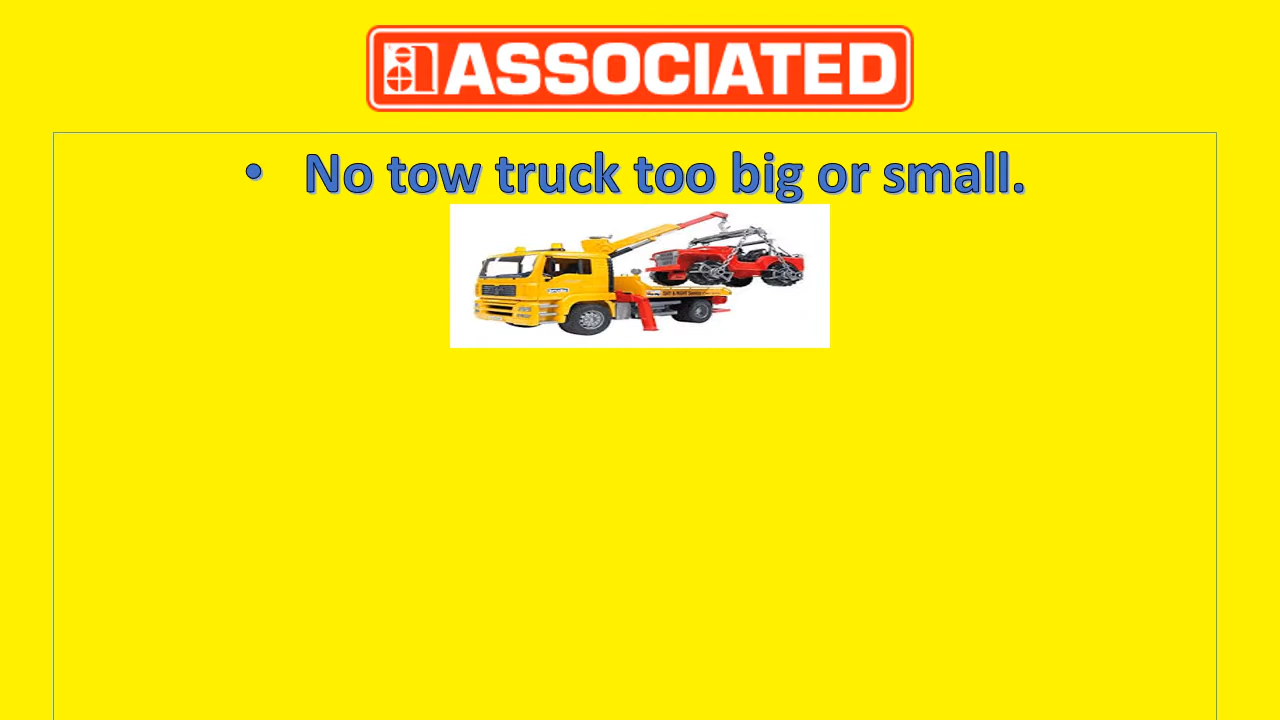 ASSOCIATED
• No tow truck too big or small.